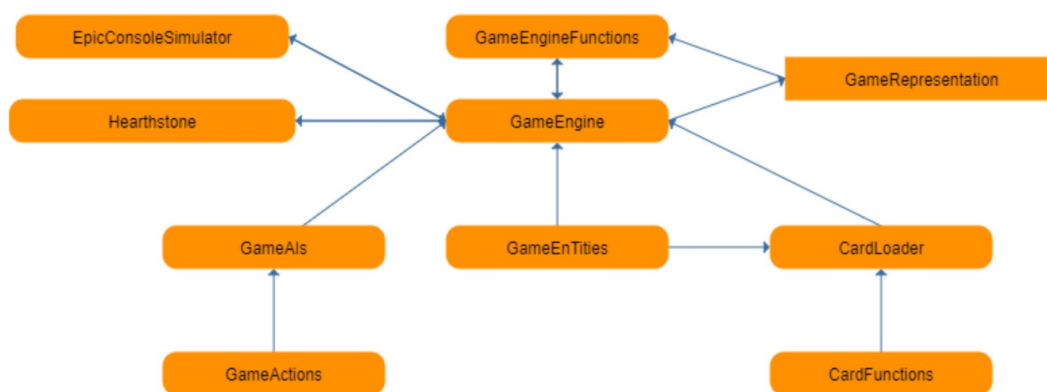 EpicConsoleSimulator
GameEngineFunctions
GameRepresentation
Hearthstone
GameEngine
GameAIs
GameEnTities
CardLoader
GameActions
CardFunctions